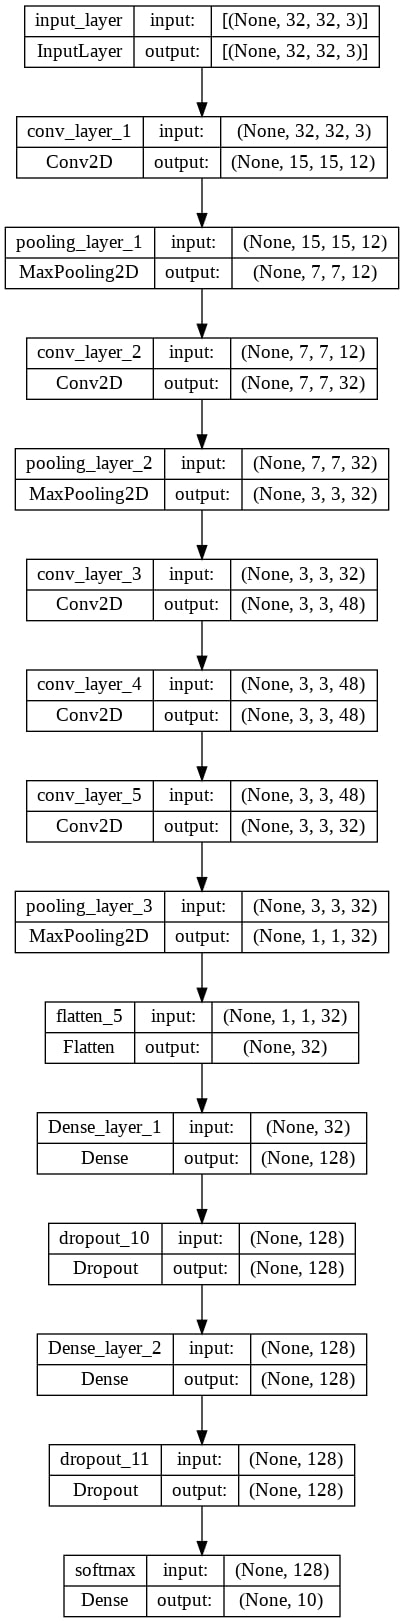 input_layer input: [(None, 32, 32, 3)]
InputLayer output: [(None, 32, 32, 3)]
conv_layer_1 input: (None, 32, 32, 3)
Conv2D output: (None, 15, 15, 12)
pooling_layer_1 input: (None, 15, 15, 12)
MaxPooling2D output: (None, 7, 7, 12)
conv_layer_2 input: (None, 7, 7, 12)
Conv2D output: (None, 7, 7, 32)
pooling_layer_2 input: (None, 7, 7, 32)
MaxPooling2D output: (None, 3, 3, 32)
conv_layer_3 input: (None, 3, 3, 32)
Conv2D output: (None, 3, 3, 48)
conv_layer_4 input: (None, 3, 3, 48)
Conv2D output: (None, 3, 3, 48)
conv_layer_5 input: (None, 3, 3, 48)
Conv2D output: (None, 3, 3, 32)
pooling_layer_3 input: (None, 3, 3, 32)
MaxPooling2D output: (None, 1, 1, 32)
flatten_5 input: (None, 1, 1, 32)
Flatten output: (None, 32)
Dense_layer_1 input: (None, 32)
Dense output: (None, 128)
dropout_10 input: (None, 128)
Dropout output: (None, 128)
Dense_layer_2 input: (None, 128)
Dense output: (None, 128)
dropout_11 input: (None, 128)
Dropout output: (None, 128)
softmax input: (None, 128)
Dense output: (None, 10)